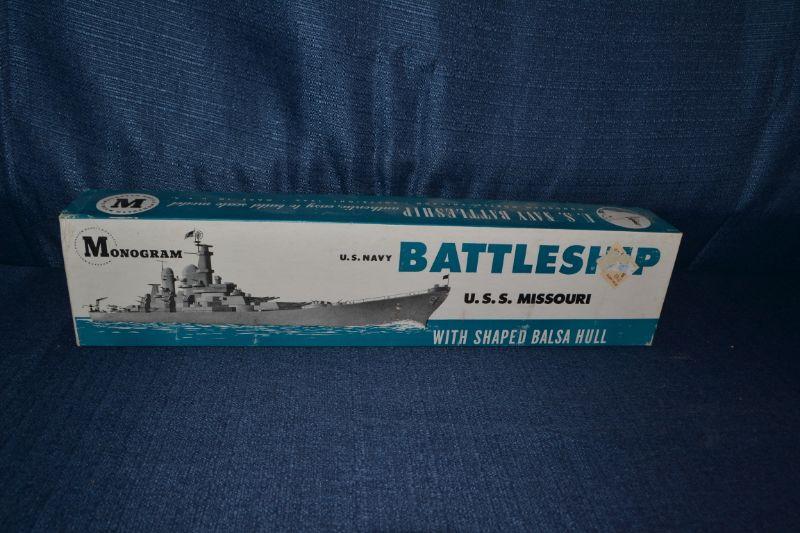 M
U. S. NAVY BATTLESHIP
MONOGRAM
U.S. NAVY
BATTLESHIP
U.S.S. MISSOURI
WITH SHAPED BALSA HULL